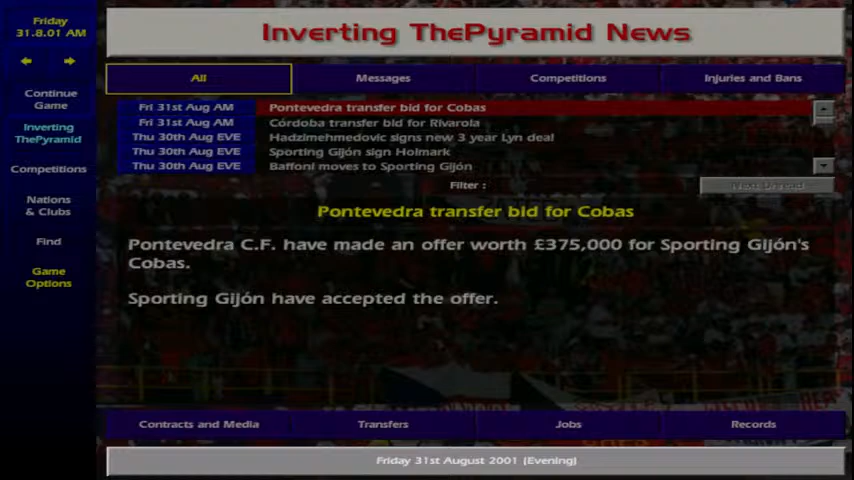 Friday
31.8.01 AM
Inverting ThePyramid News
All
Messages
Competitions
Injuries and Bans
Continue
Game
Inverting
ThePyramid
Competitions
Nations
& Clubs
Find
Game
Options
Fri 31st Aug AM Pontevedra transfer bid for Cobas
Fri 31st Aug AM Córdoba transfer bid for Rivarola
Thu 30th Aug EVE Hadzimehmedovic signs new 3 year Lyn deal
Thu 30th Aug EVE Sporting Gijón sign Holmark
Thu 30th Aug EVE Baffoni moves to Sporting Gijón
Filter :
Next Unread
Pontevedra transfer bid for Cobas
Pontevedra C.F. have made an offer worth £375,000 for Sporting Gijón's
Cobas.
Sporting Gijón have accepted the offer.
Contracts and Media
Transfers
Jobs
Records
Friday 31st August 2001 (Evening)